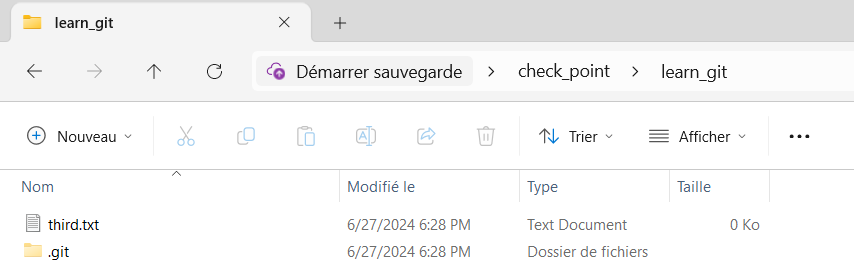 learn_git
Démarrer sauvegarde > check_point > learn_git
Nouveau Trier Afficher
Nom Modifié le Type Taille
third.txt 6/27/2024 6:28 PM Text Document 0 Ko
.git 6/27/2024 6:28 PM Dossier de fichiers